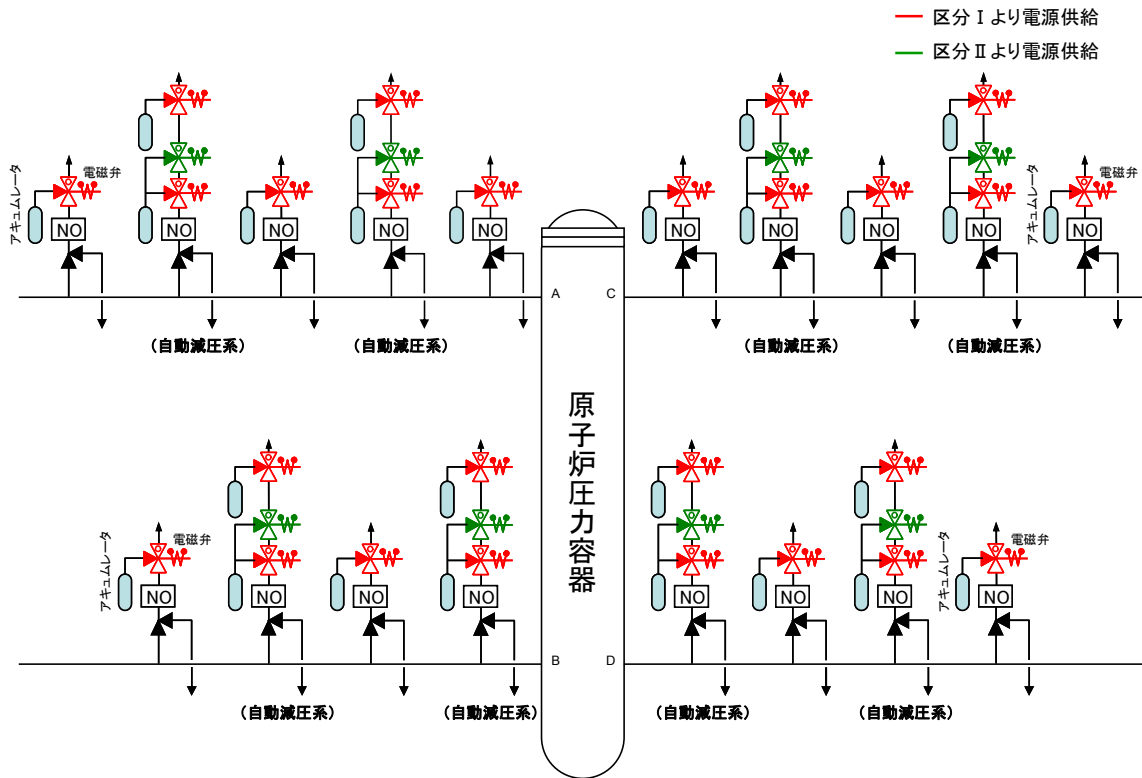 区分Ⅰより電源供給
区分Ⅱより電源供給
アキュムレータ
電磁弁
NO
NO
NO
NO
NO
NO
NO
NO
NO
アキュムレータ
電磁弁
NO
A
C
(自動減圧系)
(自動減圧系)
(自動減圧系)
(自動減圧系)
原子炉圧力容器
アキュムレータ
電磁弁
NO
NO
NO
NO
NO
NO
NO
アキュムレータ
電磁弁
NO
B
D
(自動減圧系)
(自動減圧系)
(自動減圧系)
(自動減圧系)